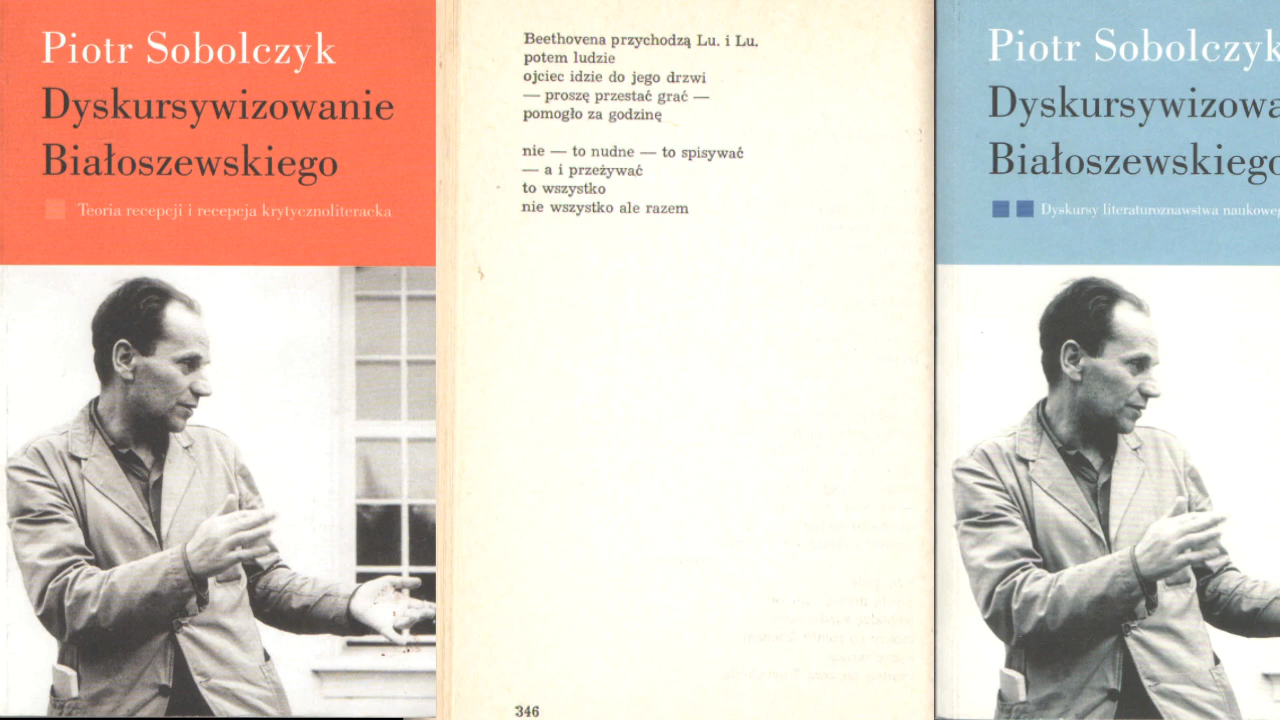 Piotr Sobolczyk
Dyskursywizowanie
Białoszewskiego
Teoria recepcji i recepcja krytycznoliteracka
Beethovena przychodzą Lu. i Lu.
potem ludzie
ojciec idzie do jego drzwi
— proszę przestać grać —
pomogło za godzinę
nie — to nudne — to spisywać
— a i przeżywać
to wszystko
nie wszystko ale razem
346
Piotr Sobolczyk
Dyskursywizowa
Białoszewskiego
Dyskursy literaturoznawstwa naukoweg